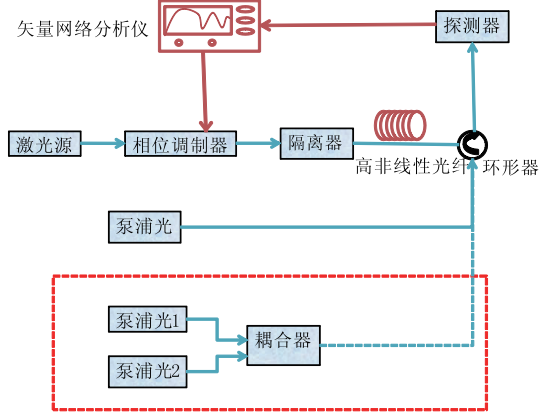 矢量网络分析仪
探测器
激光源
相位调制器
隔离器
高非线性光纤
环形器
泵浦光
泵浦光1
耦合器
泵浦光2